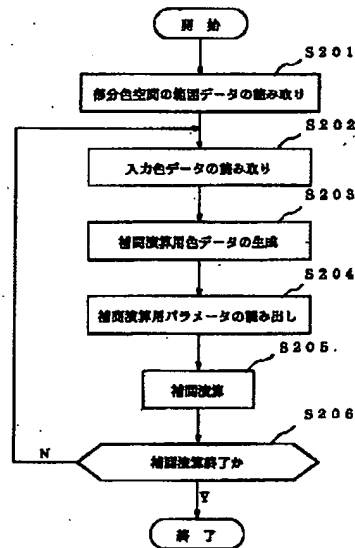 開 始
S201
部分色空間の範囲データの読み取り
S202
入力色データの読み取り
S203
補間演算用色データの生成
S204
補間演算用パラメータの読み出し
S205.
補間演算
S206
補間演算終了か
N
Y
終 了